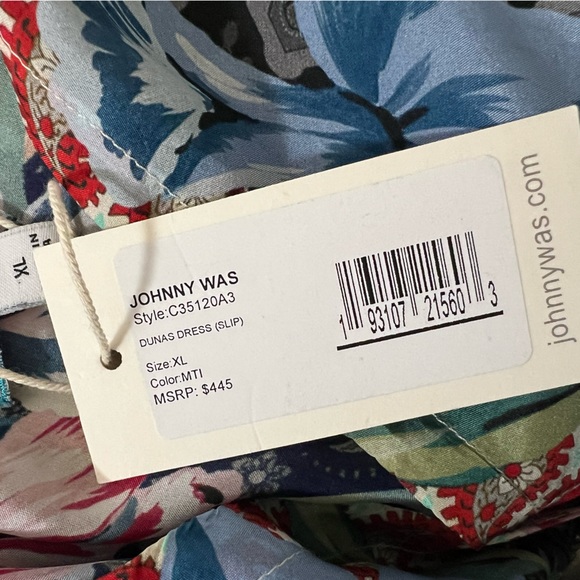 JOHNNY WAS
Style:C35120A3
DUNAS DRESS (SLIP)
Size:XL
Color:MTI
MSRP: $445
1 93107 21560 3
johnnywas.com
XL
IN